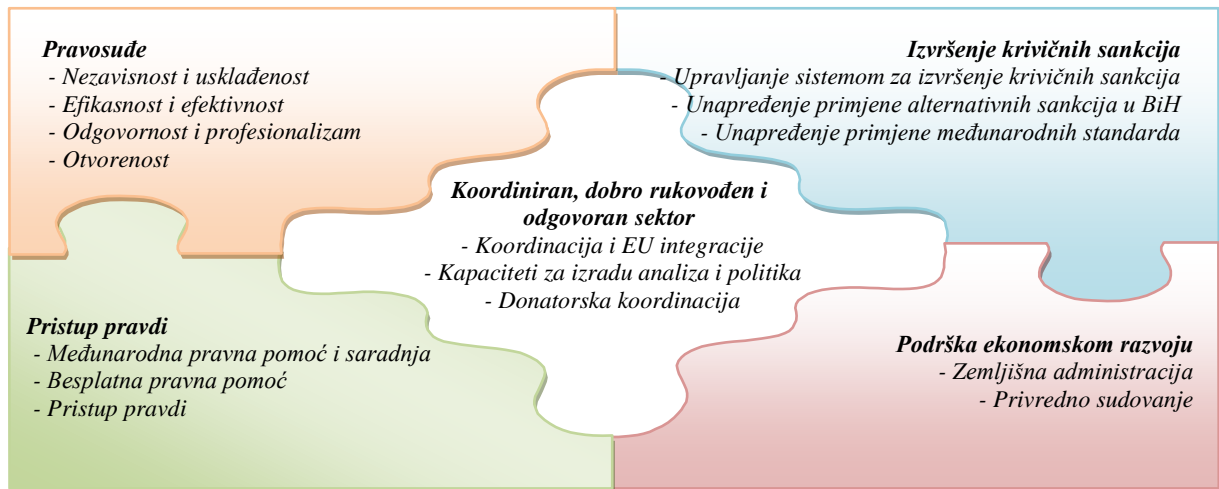 Pravosuđe
- Nezavisnost i usklađenost
- Efikasnost i efektivnost
- Odgovornost i profesionalizam
- Otvorenost
Izvršenje krivičnih sankcija
- Upravljanje sistemom za izvršenje krivičnih sankcija
- Unapređenje primjene alternativnih sankcija u BiH
- Unapređenje primjene međunarodnih standarda
Koordiniran, dobro rukovođen i
odgovoran sektor
- Koordinacija i EU integracije
- Kapaciteti za izradu analiza i politika
- Donatorska koordinacija
Pristup pravdi
- Međunarodna pravna pomoć i saradnja
- Besplatna pravna pomoć
- Pristup pravdi
Podrška ekonomskom razvoju
- Zemljišna administracija
- Privredno sudovanje